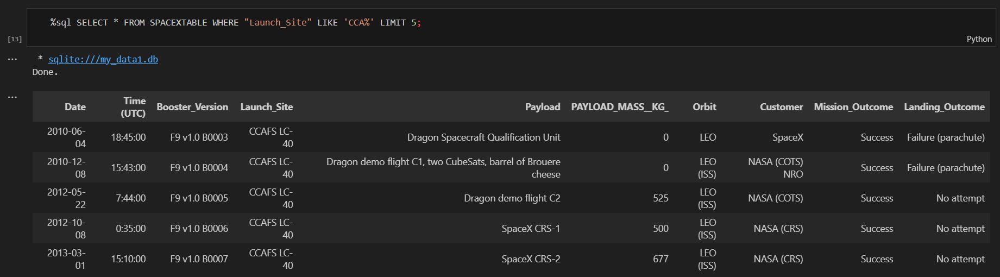 %sql SELECT * FROM SPACEXTABLE WHERE "Launch_Site" LIKE 'CCA%' LIMIT 5;
[13]
Python
... * sqlite:///my_data1.db
Done.
...
Date Time (UTC) Booster_Version Launch_Site Payload PAYLOAD_MASS__KG_ Orbit Customer Mission_Outcome Landing_Outcome
2010-06-04 18:45:00 F9 v1.0 B0003 CCAFS LC-40 Dragon Spacecraft Qualification Unit 0 LEO SpaceX Success Failure (parachute)
2010-12-08 15:43:00 F9 v1.0 B0004 CCAFS LC-40 Dragon demo flight C1, two CubeSats, barrel of Brouere cheese 0 LEO (ISS) NASA (COTS) NRO Success Failure (parachute)
2012-05-22 7:44:00 F9 v1.0 B0005 CCAFS LC-40 Dragon demo flight C2 525 LEO (ISS) NASA (COTS) Success No attempt
2012-10-08 0:35:00 F9 v1.0 B0006 CCAFS LC-40 SpaceX CRS-1 500 LEO (ISS) NASA (CRS) Success No attempt
2013-03-01 15:10:00 F9 v1.0 B0007 CCAFS LC-40 SpaceX CRS-2 677 LEO (ISS) NASA (CRS) Success No attempt